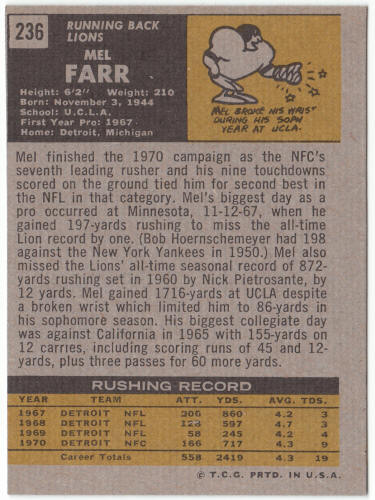 236
RUNNING BACK
LIONS
MEL
FARR
Height: 6'2" Weight: 210
Born: November 3, 1944
School: U.C.L.A.
First Year Pro: 1967
Home: Detroit, Michigan
MEL BROKE HIS WRIST
DURING HIS SOPH
YEAR AT UCLA.
Mel finished the 1970 campaign as the NFC's
seventh leading rusher and his nine touchdowns
scored on the ground tied him for second best in
the NFL in that category. Mel's biggest day as a
pro occurred at Minnesota, 11-12-67, when he
gained 197-yards rushing to miss the all-time
Lion record by one. (Bob Hoernschemeyer had 198
against the New York Yankees in 1950.) Mel also
missed the Lions' all-time seasonal record of 872-
yards rushing set in 1960 by Nick Pietrosante, by
12 yards. Mel gained 1716-yards at UCLA despite
a broken wrist which limited him to 86-yards in
his sophomore season. His biggest collegiate day
was against California in 1965 with 155-yards on
12 carries, including scoring runs of 45 and 12-
yards, plus three passes for 60 more yards.
RUSHING RECORD
YEAR TEAM ATT. YDS. AVG. TDS.
1967 DETROIT NFL 206 860 4.2 3
1968 DETROIT NFL 128 597 4.7 3
1969 DETROIT NFL 58 245 4.2 4
1970 DETROIT NFC 166 717 4.3 9
Career Totals 558 2419 4.3 19
© T.C.G. PRTD. IN U.S.A.